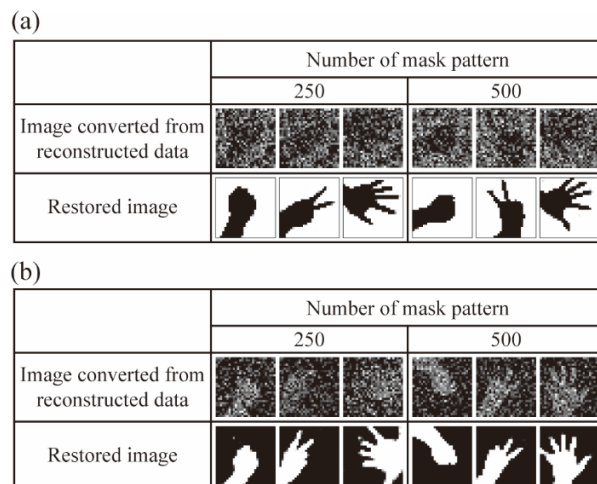 (a)
Number of mask pattern
250 500
Image converted from
reconstructed data
Restored image
(b)
Number of mask pattern
250 500
Image converted from
reconstructed data
Restored image